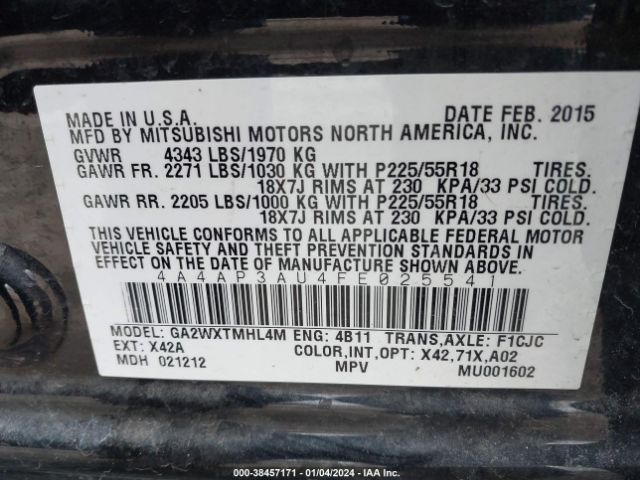 MADE IN U.S.A. DATE FEB. 2015
MFD BY MITSUBISHI MOTORS NORTH AMERICA, INC.
GVWR 4343 LBS/1970 KG
GAWR FR. 2271 LBS/1030 KG WITH P225/55R18 TIRES.
18X7J RIMS AT 230 KPA/33 PSI COLD.
GAWR RR. 2205 LBS/1000 KG WITH P225/55R18 TIRES.
18X7J RIMS AT 230 KPA/33 PSI COLD.
THIS VEHICLE CONFORMS TO ALL APPLICABLE FEDERAL MOTOR
VEHICLE SAFETY AND THEFT PREVENTION STANDARDS IN
EFFECT ON THE DATE OF MANUFACTURE SHOWN ABOVE.
4A4AP3AU4FE025541
MODEL: GA2WXTMHL4M ENG: 4B11 TRANS,AXLE: F1CJC
EXT: X42A COLOR,INT,OPT: X42,71X,A02
MDH 021212 MPV MU001602
000-38457171 - 01/04/2024 - IAA Inc.